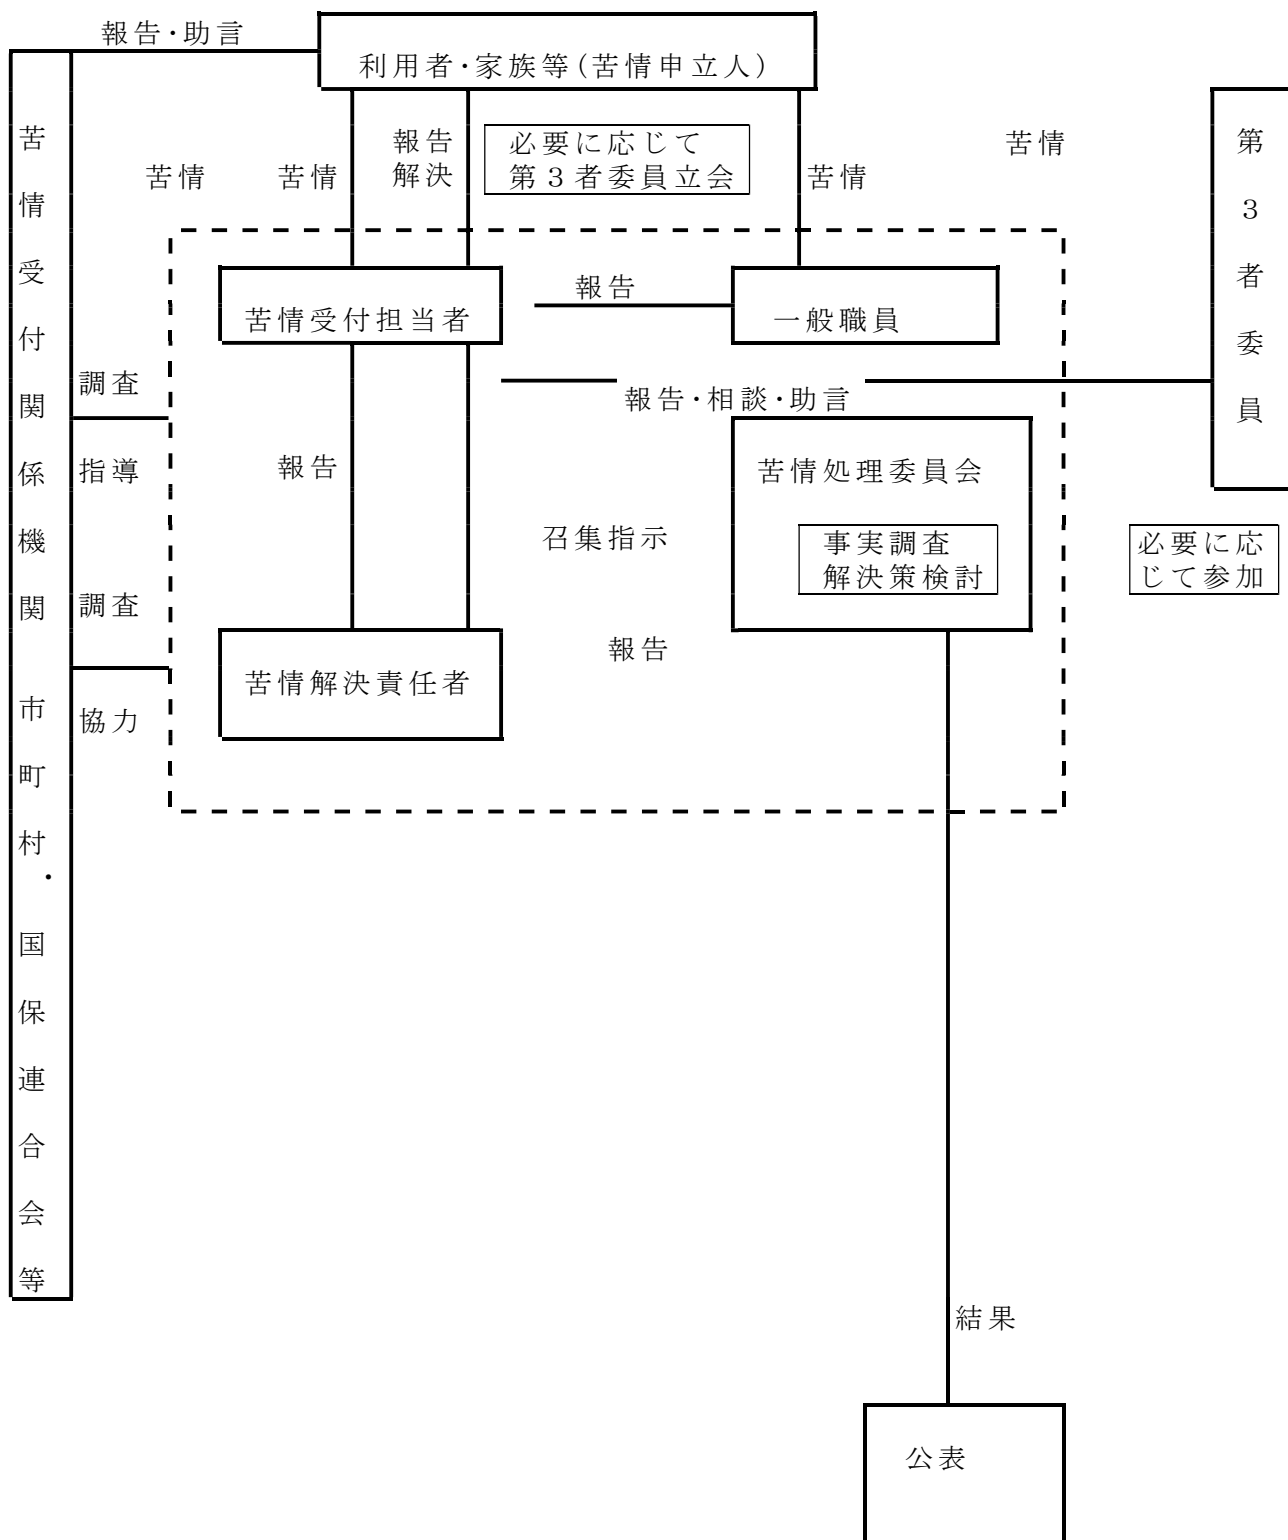 報告・助言
利用者・家族等(苦情申立人)
苦情受付関係機関 市町村・国保連合会等
苦情
苦情
報告
解決
必要に応じて
第３者委員立会
苦情
苦情
第３者委員
苦情受付担当者
報告
一般職員
調査
指導
報告・相談・助言
報告
苦情処理委員会
召集指示
事実調査
解決策検討
必要に応
じて参加
調査
協力
報告
苦情解決責任者
結果
公表